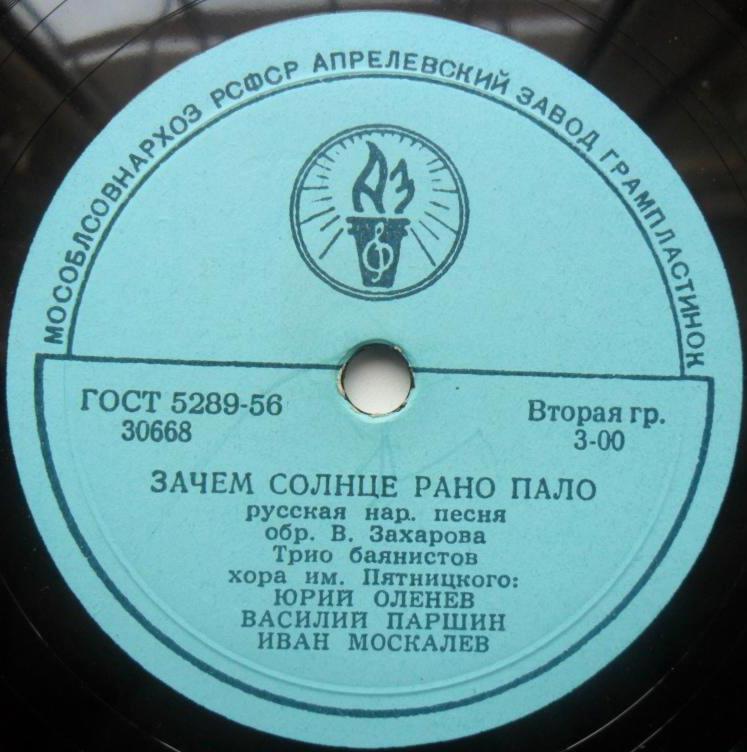 МОСОБЛСОВНАРХОЗ РСФСР АПРЕЛЕВСКИЙ ЗАВОД ГРАМПЛАСТИНОК
АЗ
ГОСТ 5289-56
30668
Вторая гр.
3-00
ЗАЧЕМ СОЛНЦЕ РАНО ПАЛО
русская нар. песня
обр. В. Захарова
Трио баянистов
хора им. Пятницкого:
ЮРИЙ ОЛЕНЕВ
ВАСИЛИЙ ПАРШИН
ИВАН МОСКАЛЕВ